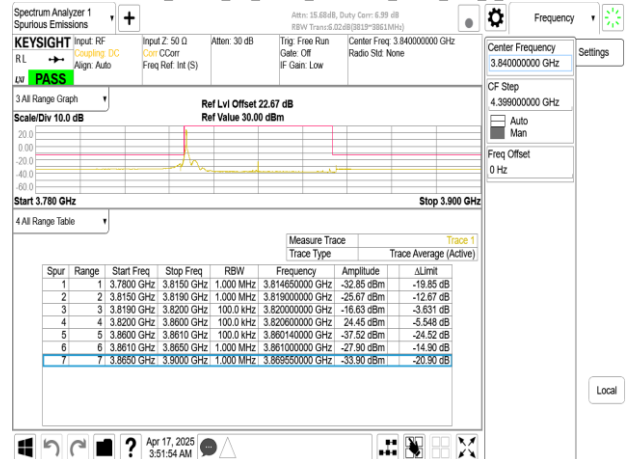 Spectrum Analyzer 1
Spurious Emissions
Atten: 15.68dB, Duty Corr: 6.99 dB
RBW Trans:6.02dB(3819~3861MHz)
Frequency
KEYSIGHT
RL
LXI
PASS
Input: RF
Coupling: DC
Align: Auto
Input Z: 50 Ω
Corr CCorr
Freq Ref: Int (S)
Atten: 30 dB
Trig: Free Run
Gate: Off
IF Gain: Low
Center Freq: 3.840000000 GHz
Radio Std: None
Center Frequency
3.840000000 GHz
Settings
CF Step
4.399000000 GHz
Auto
Man
Freq Offset
0 Hz
3 All Range Graph
Scale/Div 10.0 dB
Ref Lvl Offset 22.67 dB
Ref Value 30.00 dBm
20.0
0.00
-20.0
-40.0
-60.0
Start 3.780 GHz
Stop 3.900 GHz
4 All Range Table
Measure Trace Trace 1
Trace Type Trace Average (Active)
Spur Range Start Freq Stop Freq RBW Frequency Amplitude ΔLimit
1 1 3.7800 GHz 3.8150 GHz 1.000 MHz 3.814650000 GHz -32.85 dBm -19.85 dB
2 2 3.8150 GHz 3.8190 GHz 1.000 MHz 3.819000000 GHz -25.67 dBm -12.67 dB
3 3 3.8190 GHz 3.8200 GHz 100.0 kHz 3.820000000 GHz -16.63 dBm -3.631 dB
4 4 3.8200 GHz 3.8600 GHz 100.0 kHz 3.820600000 GHz 24.45 dBm -5.548 dB
5 5 3.8600 GHz 3.8610 GHz 100.0 kHz 3.860140000 GHz -37.52 dBm -24.52 dB
6 6 3.8610 GHz 3.8650 GHz 1.000 MHz 3.861000000 GHz -27.90 dBm -14.90 dB
7 7 3.8650 GHz 3.9000 GHz 1.000 MHz 3.869550000 GHz -33.90 dBm -20.90 dB
Local
?
Apr 17, 2025
3:51:54 AM